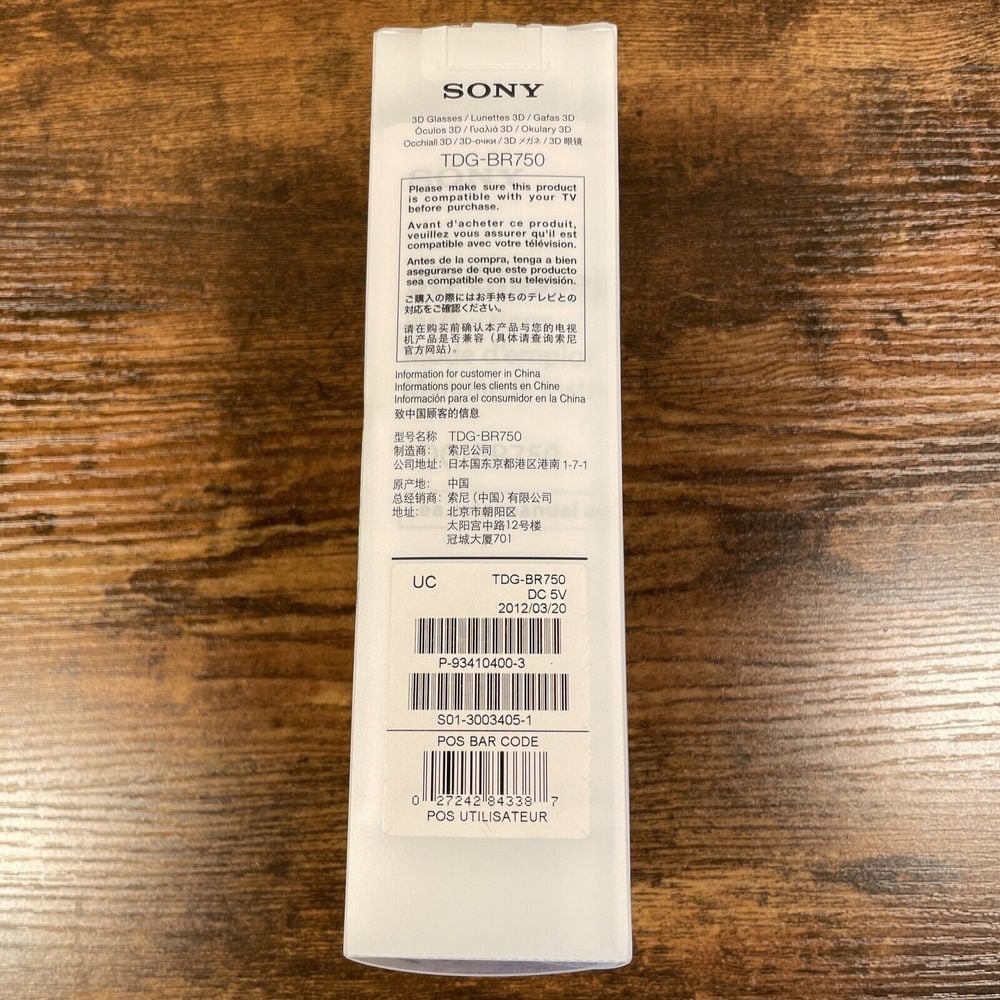 SONY
3D Glasses / Lunettes 3D / Gafas 3D
Òculos 3D / Γυαλιά 3D / Okulary 3D
Occhiali 3D / 3D-очки / 3D メガネ / 3D 眼镜
TDG-BR750
Please make sure this product
is compatible with your TV
before purchase.
Avant d'acheter ce produit,
veuillez vous assurer qu'il est
compatible avec votre télévision.
Antes de la compra, tenga a bien
asegurarse de que este producto
sea compatible con su televisión.
ご購入の際にはお手持ちのテレビとの
対応をご確認ください。
请在购买前确认本产品与您的电视
机产品是否兼容（具体请查询索尼
官方网站）。
Information for customer in China
Informations pour les clients en Chine
Información para el consumidor en la China
致中国顾客的信息
型号名称 TDG-BR750
制造商： 索尼公司
公司地址： 日本国东京都港区港南 1-7-1
原产地： 中国
总经销商： 索尼（中国）有限公司
地址： 北京市朝阳区
太阳宫中路12号楼
冠城大厦701
UC TDG-BR750
DC 5V
2012/03/20
P-93410400-3
S01-3003405-1
POS BAR CODE
0 27242 84338 7
POS UTILISATEUR